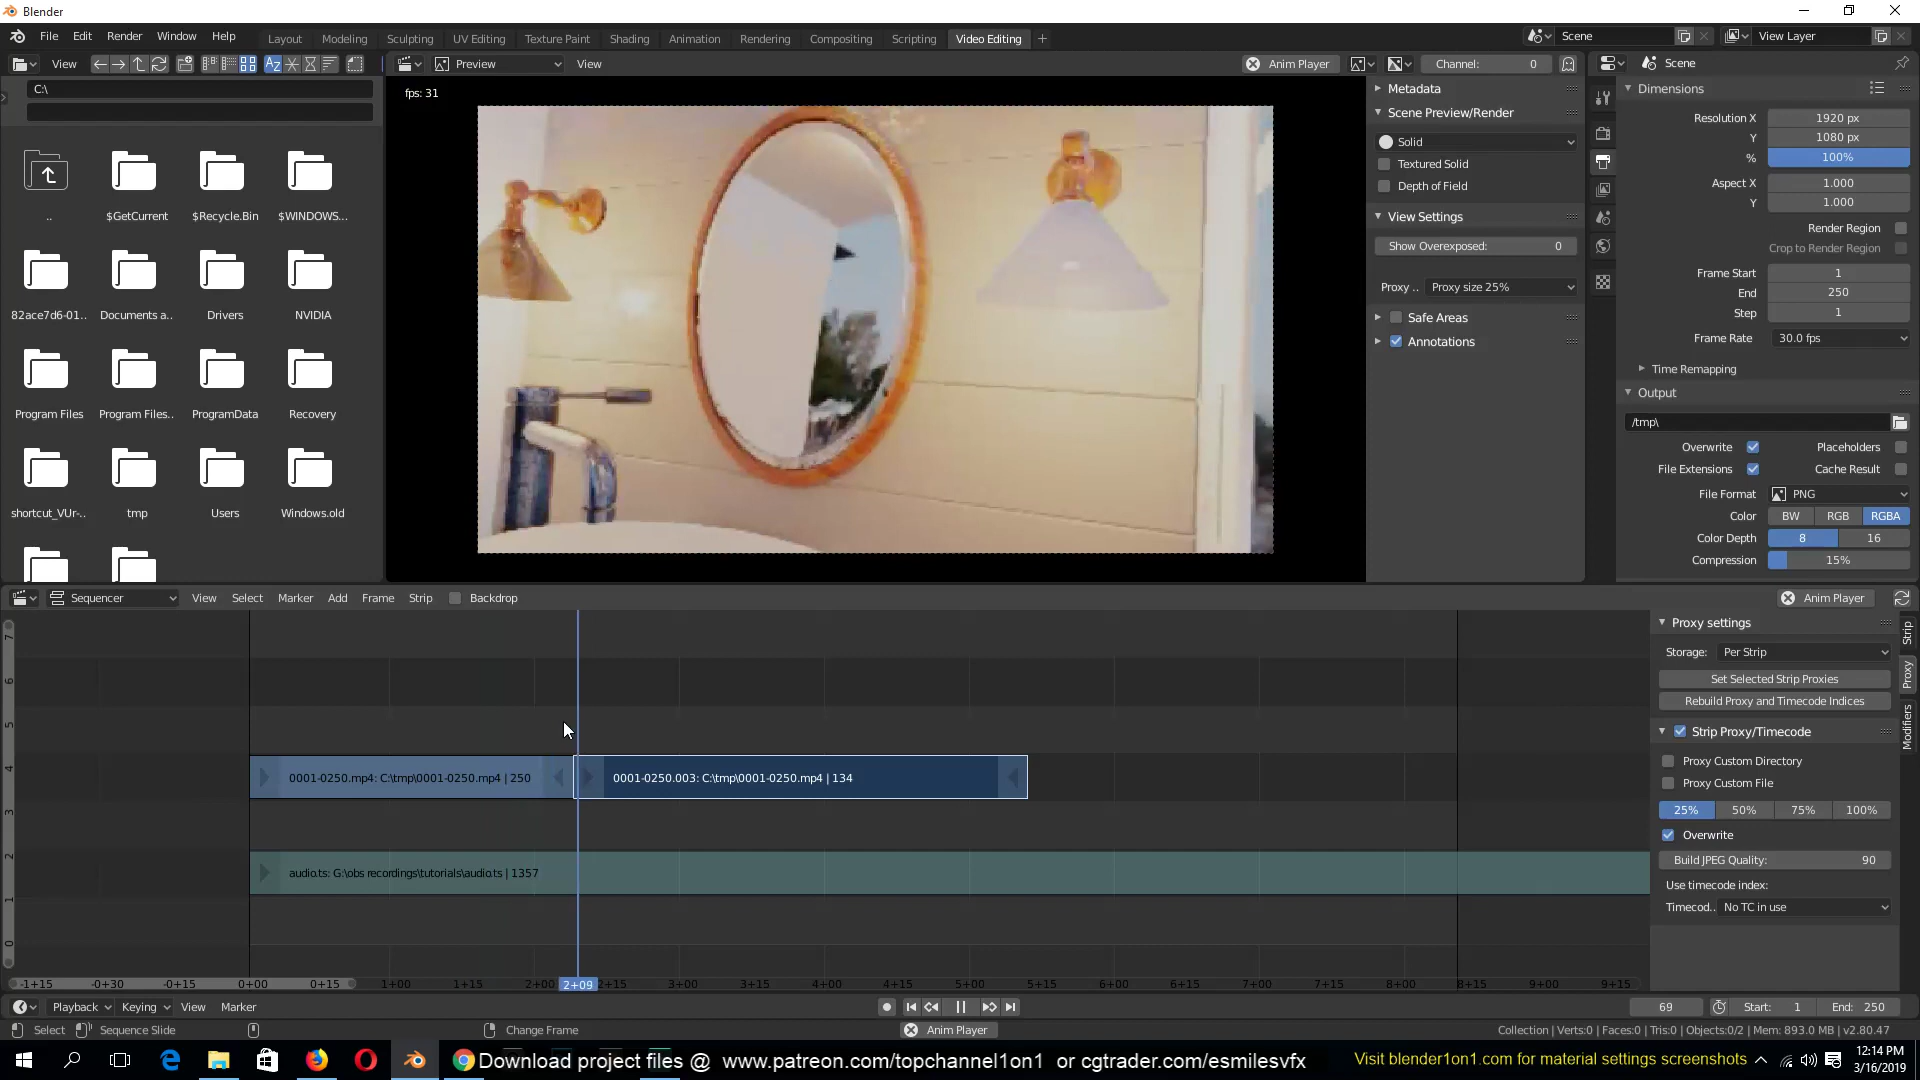 Blender
File Edit Render Window Help
Layout Modeling Sculpting UV Editing Texture Paint Shading Animation Rendering Compositing Scripting Video Editing
Scene View Layer
View
Preview View Anim Player Channel: 0
Scene
C:\
fps: 31
Metadata
Scene Preview/Render
Solid
Textured Solid
Depth of Field
View Settings
Show Overexposed: 0
Proxy .. Proxy size 25%
Safe Areas
Annotations
Dimensions
Resolution X 1920 px
Y 1080 px
% 100%
Aspect X 1.000
Y 1.000
Render Region
Crop to Render Region
Frame Start 1
End 250
Step 1
Frame Rate 30.0 fps
Time Remapping
Output
/tmp\
Overwrite Placeholders
File Extensions Cache Result
File Format PNG
Color BW RGB RGBA
Color Depth 8 16
Compression 15%
.. $GetCurrent $Recycle.Bin $WINDOWS...
82ace7d6-01.. Documents a.. Drivers NVIDIA
Program Files Program Files.. ProgramData Recovery
shortcut_VUr-.. tmp Users Windows.old
Sequencer View Select Marker Add Frame Strip Backdrop Anim Player
7
6
5
4
3
2
1
0
0001-0250.mp4: C:\tmp\0001-0250.mp4 | 250
0001-0250.003: C:\tmp\0001-0250.mp4 | 134
audio.ts: G:\obs recordings\tutorials\audio.ts | 1357
-1+15 -0+30 -0+15 0+00 0+15 1+00 1+15 2+00 2+09 2+15 3+00 3+15 4+00 4+15 5+00 5+15 6+00 6+15 7+00 7+15 8+00 8+15 9+00 9+15
Proxy settings
Storage: Per Strip
Set Selected Strip Proxies
Rebuild Proxy and Timecode Indices
Strip Proxy/Timecode
Proxy Custom Directory
Proxy Custom File
25% 50% 75% 100%
Overwrite
Build JPEG Quality: 90
Use timecode index:
Timecod.. No TC in use
Strip
Proxy
Modifiers
Playback Keying View Marker 69 Start: 1 End: 250
Select Sequence Slide Change Frame Anim Player Collection | Verts:0 | Faces:0 | Tris:0 | Objects:0/2 | Mem: 893.0 MB | v2.80.47
Download project files @ www.patreon.com/topchannel1on1 or cgtrader.com/esmilesvfx
Visit blender1on1.com for material settings screenshots
12:14 PM
3/16/2019